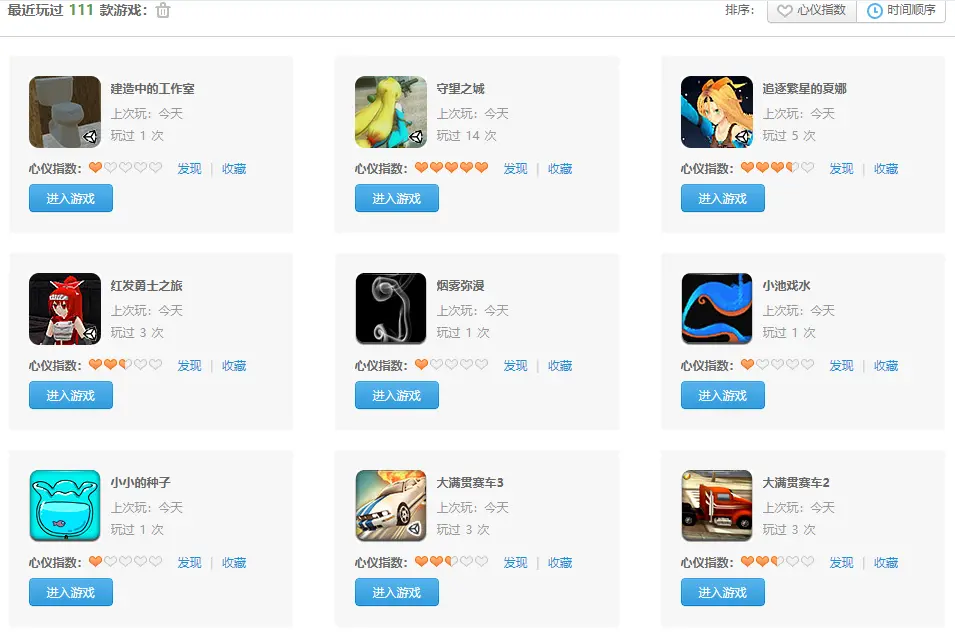 最近玩过 111 款游戏：
排序：
心仪指数
时间顺序
建造中的工作室
上次玩：今天
玩过 1 次
心仪指数：
发现 | 收藏
进入游戏
守望之城
上次玩：今天
玩过 14 次
心仪指数：
发现 | 收藏
进入游戏
追逐繁星的夏娜
上次玩：今天
玩过 5 次
心仪指数：
发现 | 收藏
进入游戏
红发勇士之旅
上次玩：今天
玩过 3 次
心仪指数：
发现 | 收藏
进入游戏
烟雾弥漫
上次玩：今天
玩过 1 次
心仪指数：
发现 | 收藏
进入游戏
小池戏水
上次玩：今天
玩过 1 次
心仪指数：
发现 | 收藏
进入游戏
小小的种子
上次玩：今天
玩过 1 次
心仪指数：
发现 | 收藏
进入游戏
大满贯赛车3
上次玩：今天
玩过 3 次
心仪指数：
发现 | 收藏
进入游戏
大满贯赛车2
上次玩：今天
玩过 3 次
心仪指数：
发现 | 收藏
进入游戏